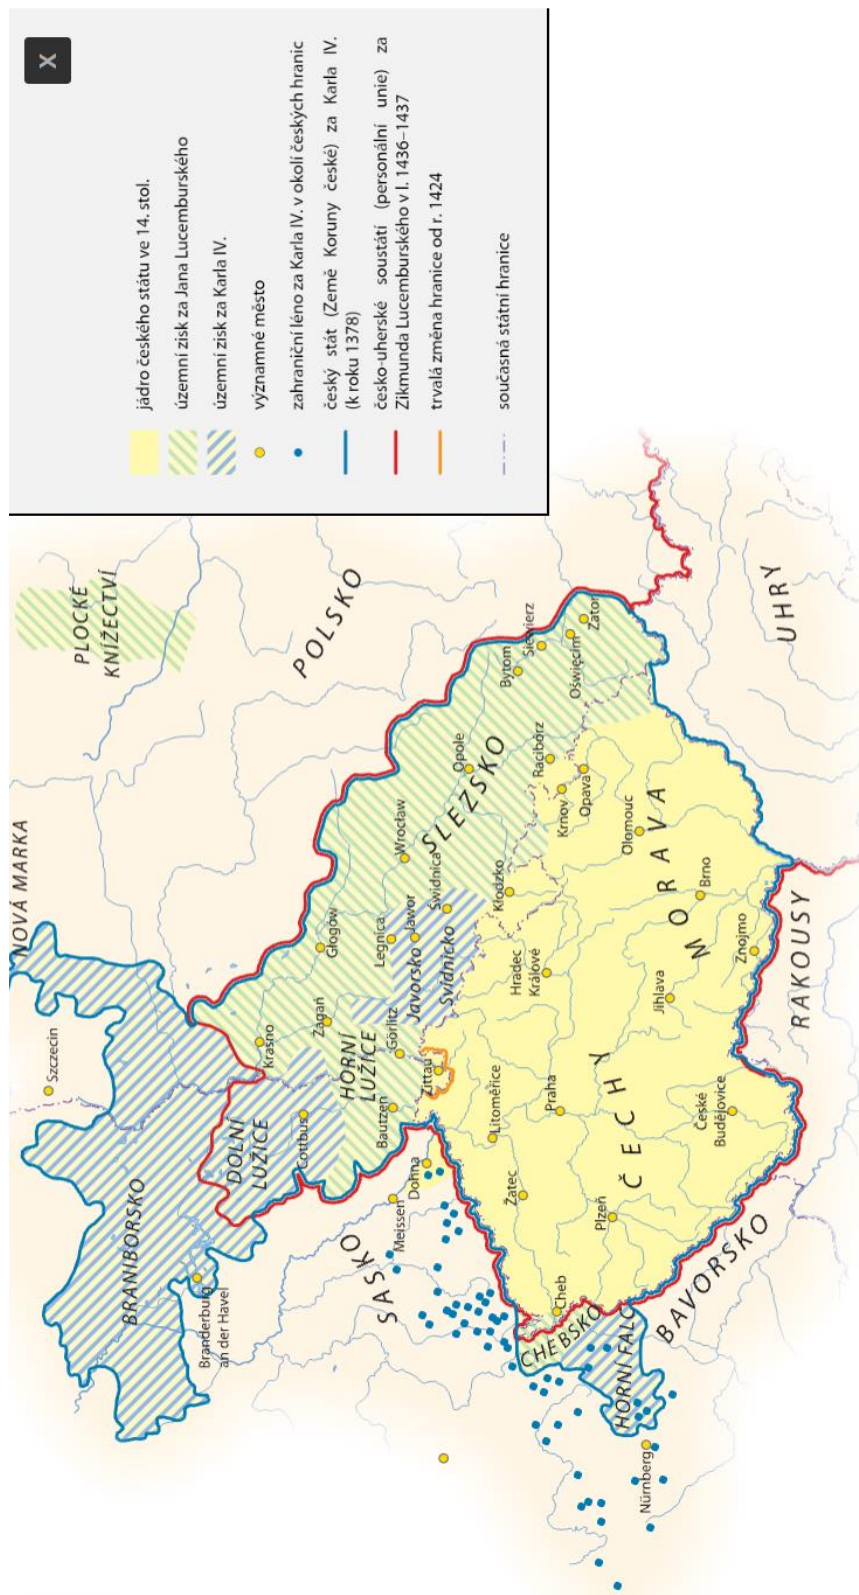 X
jádro českého státu ve 14. stol.
územní zisk za Jana Lucemburského
územní zisk za Karla IV.
významné město
zahraniční léno za Karla IV. v okolí českých hranic
český stát (Země Koruny české) za Karla IV.
(k roku 1378)
česko-uherské soustátí (personální unie) za
Zikmunda Lucemburského v l. 1436–1437
trvalá změna hranice od r. 1424
současná státní hranice
NOVÁ MARKA
PLOCKÉ
KNÍŽECTVÍ
Szczecin
BRANIBORSKO
POLSKO
Branderburg
an der Havel
DOLNÍ
LUŽICE
Krasno
Cottbus
Żagań
Głogów
HORNÍ
LUŽICE
Bautzen
Görlitz
Legnica
Jawor
Wrocław
Javorsko
Svídnicko
Świdnica
SLEZSKO
Opole
Bytom
Siewierz
Oświęcim
Zator
Racibórz
SASKO
Meissen
Dohna
Zittau
Kłodzko
Krnov
Opava
Litoměřice
Žatec
Praha
Hradec
Králové
Olomouc
Cheb
CHEBSKO
Plzeň
ČECHY
MORAVA
HORNÍ FALC
Nürnberg
BAVORSKO
České
Budějovice
Jihlava
Brno
Znojmo
RAKOUSY
UHRY